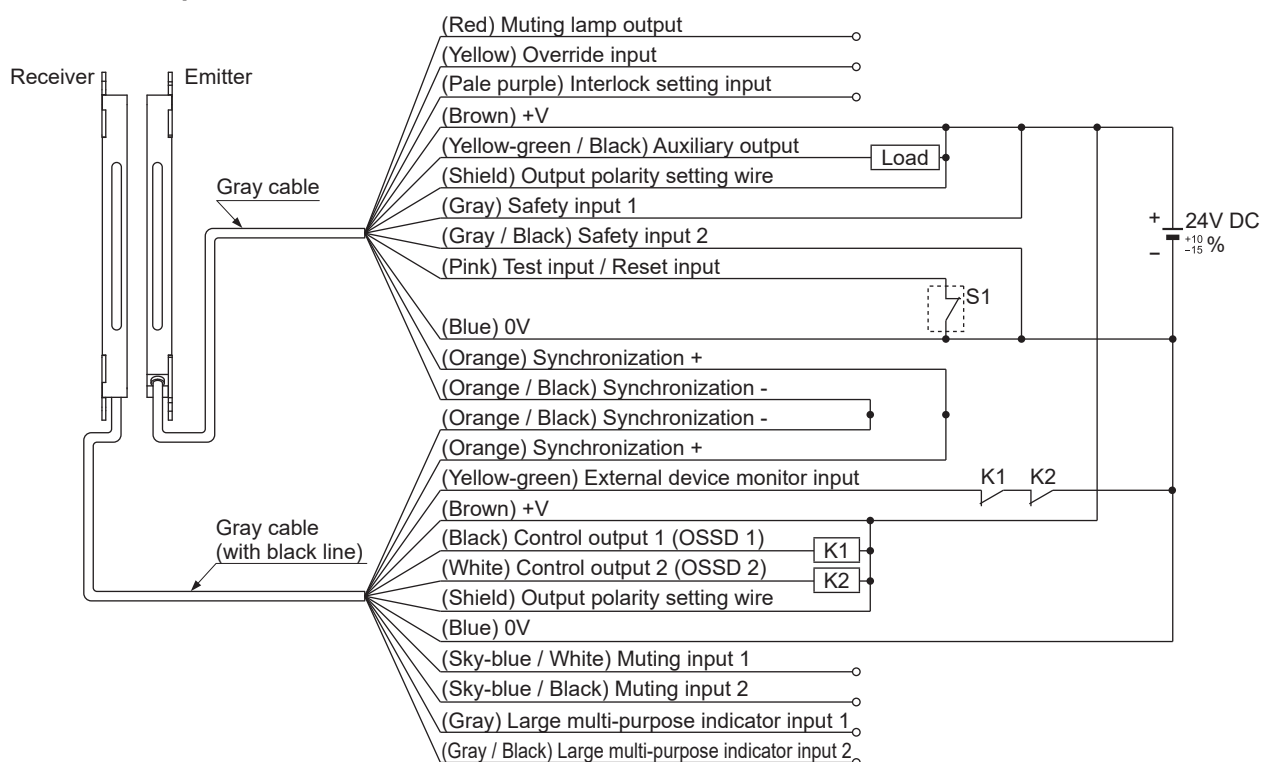 (Red) Muting lamp output
(Yellow) Override input
Receiver
Emitter
(Pale purple) Interlock setting input
(Brown) +V
(Yellow-green / Black) Auxiliary output
Load
(Shield) Output polarity setting wire
Gray cable
(Gray) Safety input 1
+
24V DC
+10
-15 %
(Gray / Black) Safety input 2
−
(Pink) Test input / Reset input
S1
(Blue) 0V
(Orange) Synchronization +
(Orange / Black) Synchronization -
(Orange / Black) Synchronization -
(Orange) Synchronization +
(Yellow-green) External device monitor input
K1
K2
(Brown) +V
Gray cable
(with black line)
(Black) Control output 1 (OSSD 1)
K1
(White) Control output 2 (OSSD 2)
K2
(Shield) Output polarity setting wire
(Blue) 0V
(Sky-blue / White) Muting input 1
(Sky-blue / Black) Muting input 2
(Gray) Large multi-purpose indicator input 1
(Gray / Black) Large multi-purpose indicator input 2